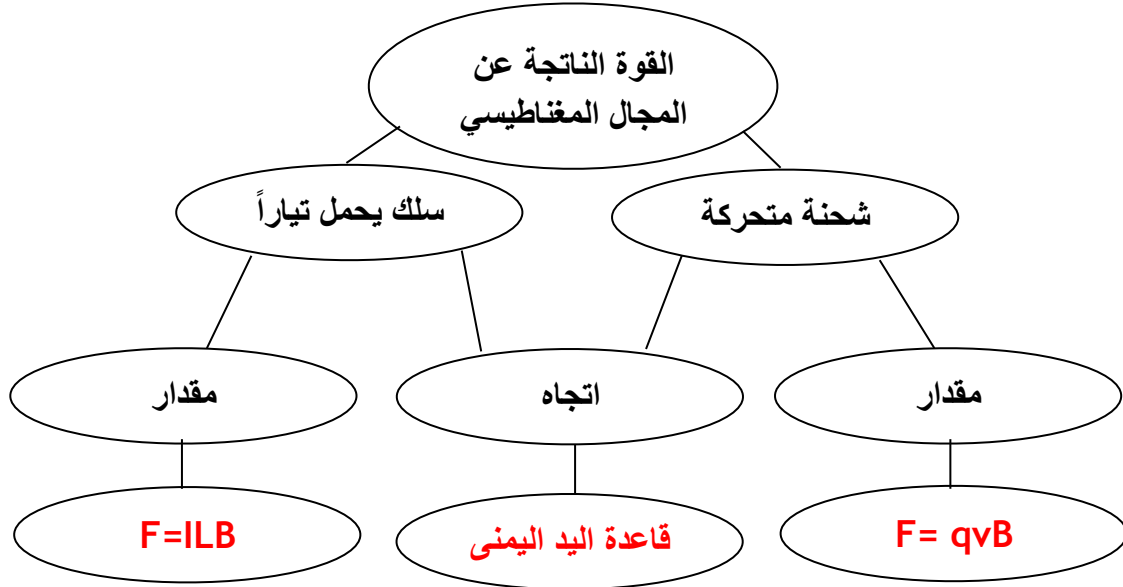 القوة الناتجة عن
المجال المغناطيسي
شحنة متحركة
سلك يحمل تياراً
مقدار
اتجاه
مقدار
F= qvB
قاعدة اليد اليمنى
F=ILB